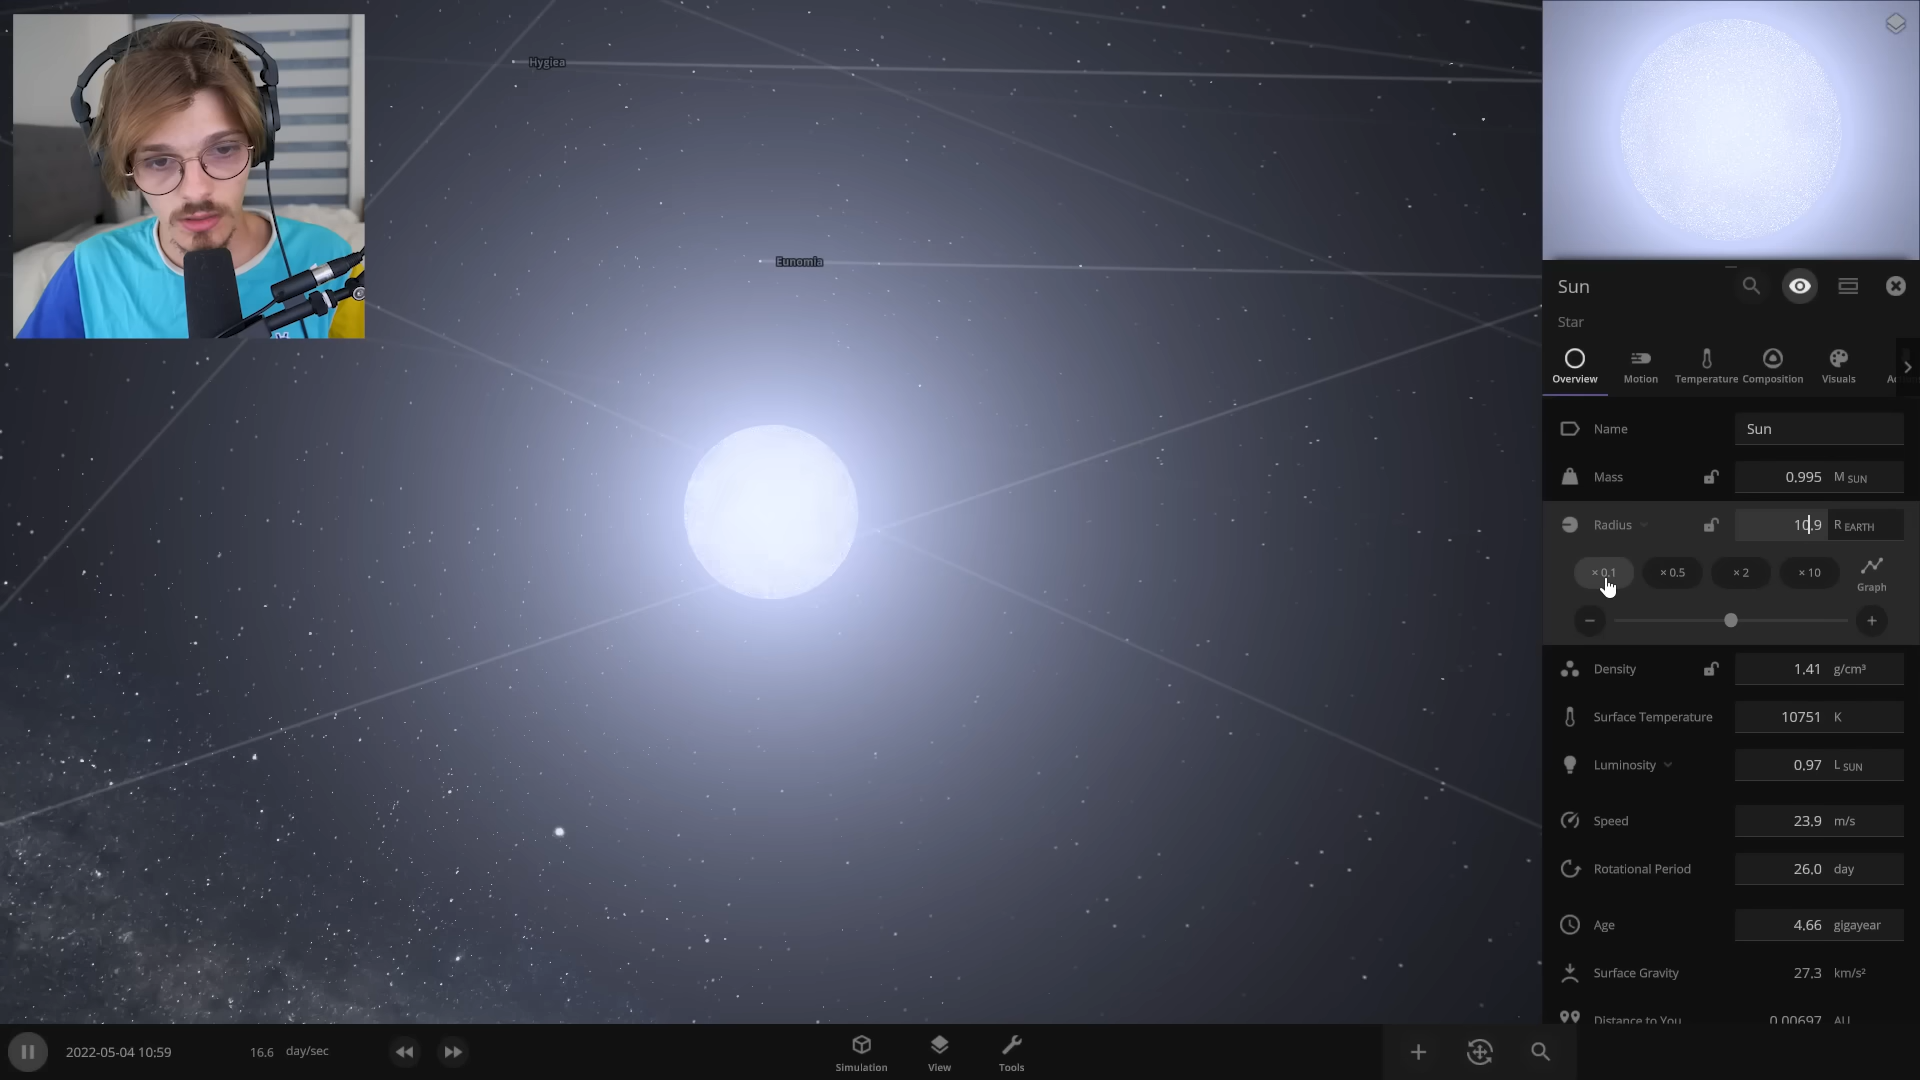 Hygiea
Eunomia
Sun
Star
Overview
Motion
Temperature
Composition
Visuals
Name
Sun
Mass
0.995 M SUN
Radius
10.9 R EARTH
× 0.1
× 0.5
× 2
× 10
Graph
Density
1.41 g/cm³
Surface Temperature
10751 K
Luminosity
0.97 L SUN
Speed
23.9 m/s
Rotational Period
26.0 day
Age
4.66 gigayear
Surface Gravity
27.3 km/s²
Distance to You
0.00697 AU
2022-05-04 10:59
16.6 day/sec
Simulation
View
Tools